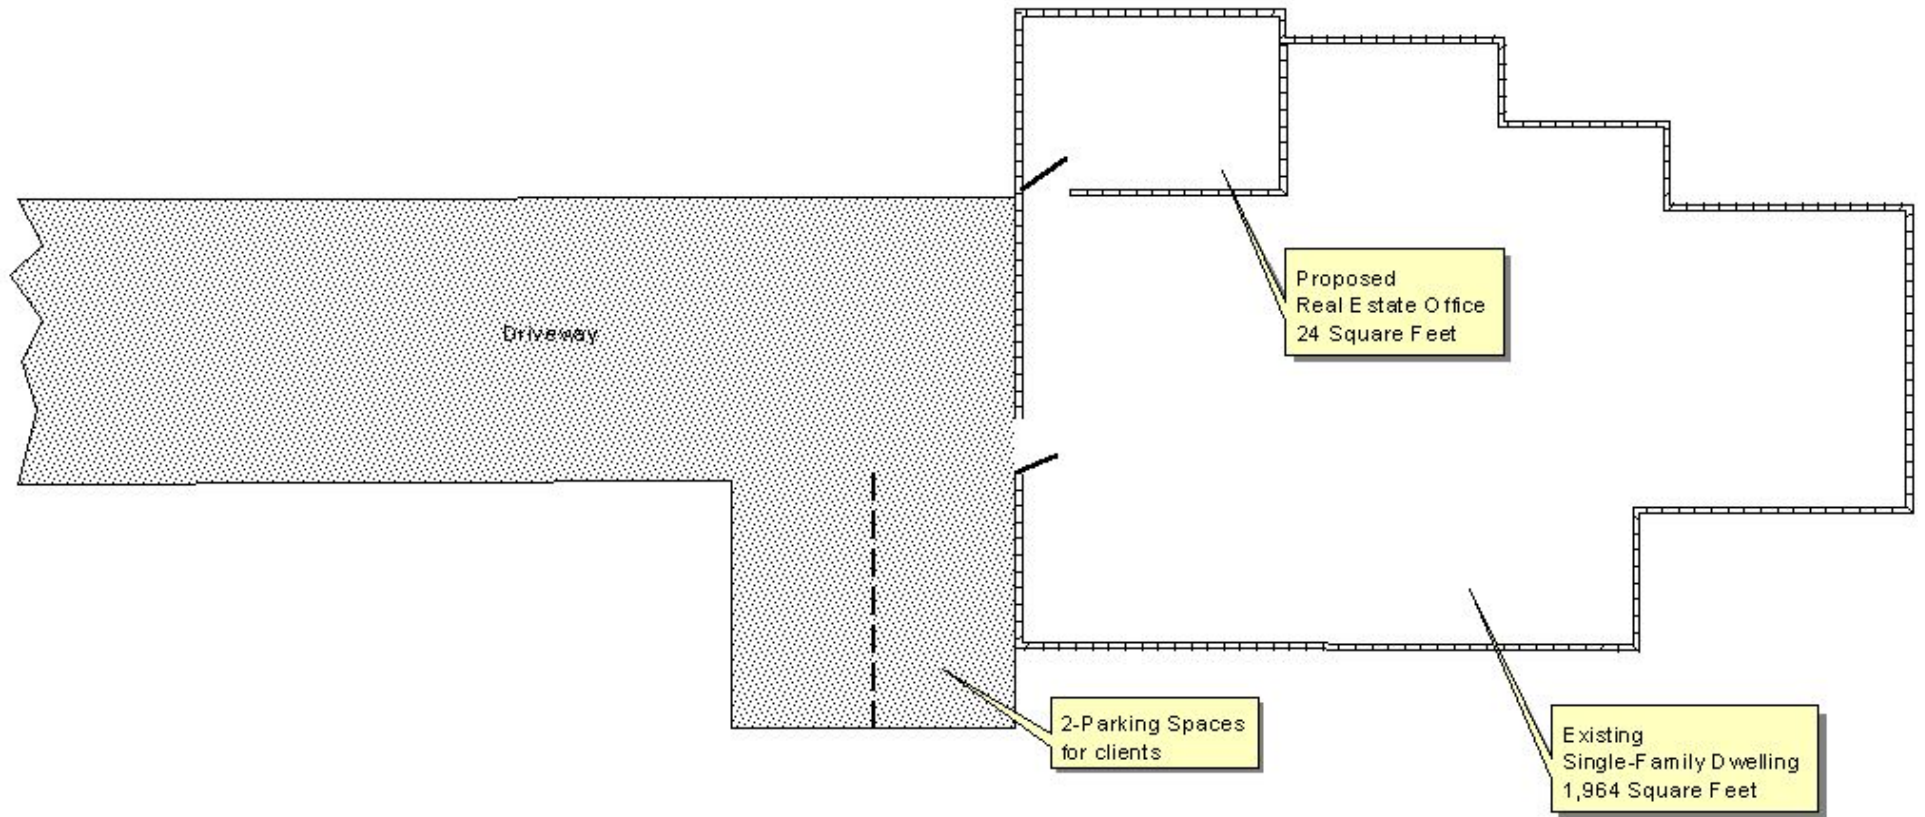 Proposed
Real Estate Office
24 Square Feet
Driveway
2-Parking Spaces
for clients
Existing
Single-Family Dwelling
1,964 Square Feet